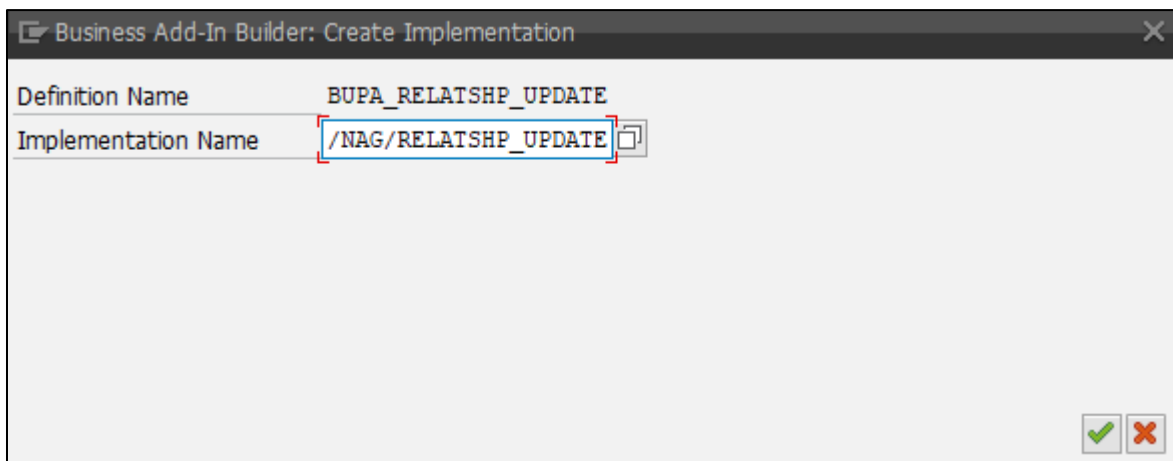 Business Add-In Builder: Create Implementation
Definition Name BUPA_RELATSHP_UPDATE
Implementation Name /NAG/RELATSHP_UPDATE